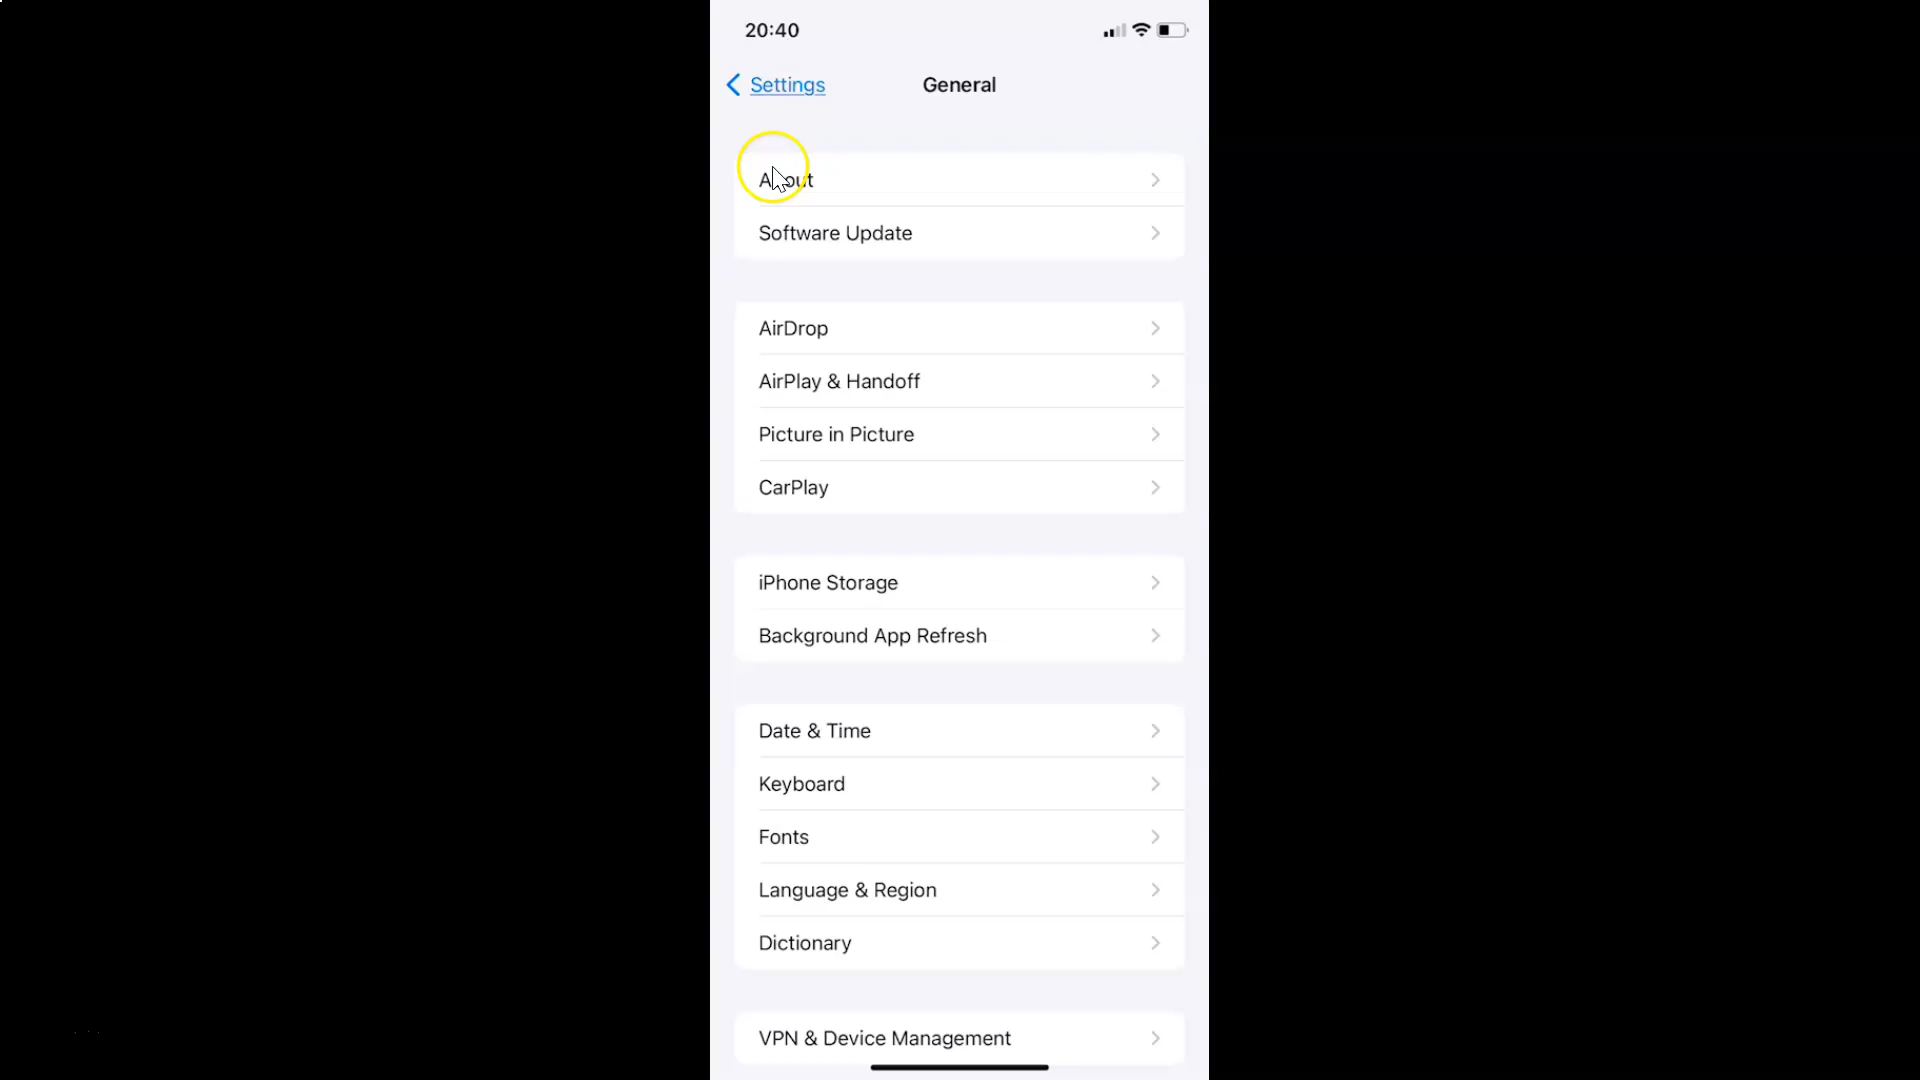 20:40
Settings
General
About
Software Update
AirDrop
AirPlay & Handoff
Picture in Picture
CarPlay
iPhone Storage
Background App Refresh
Date & Time
Keyboard
Fonts
Language & Region
Dictionary
VPN & Device Management